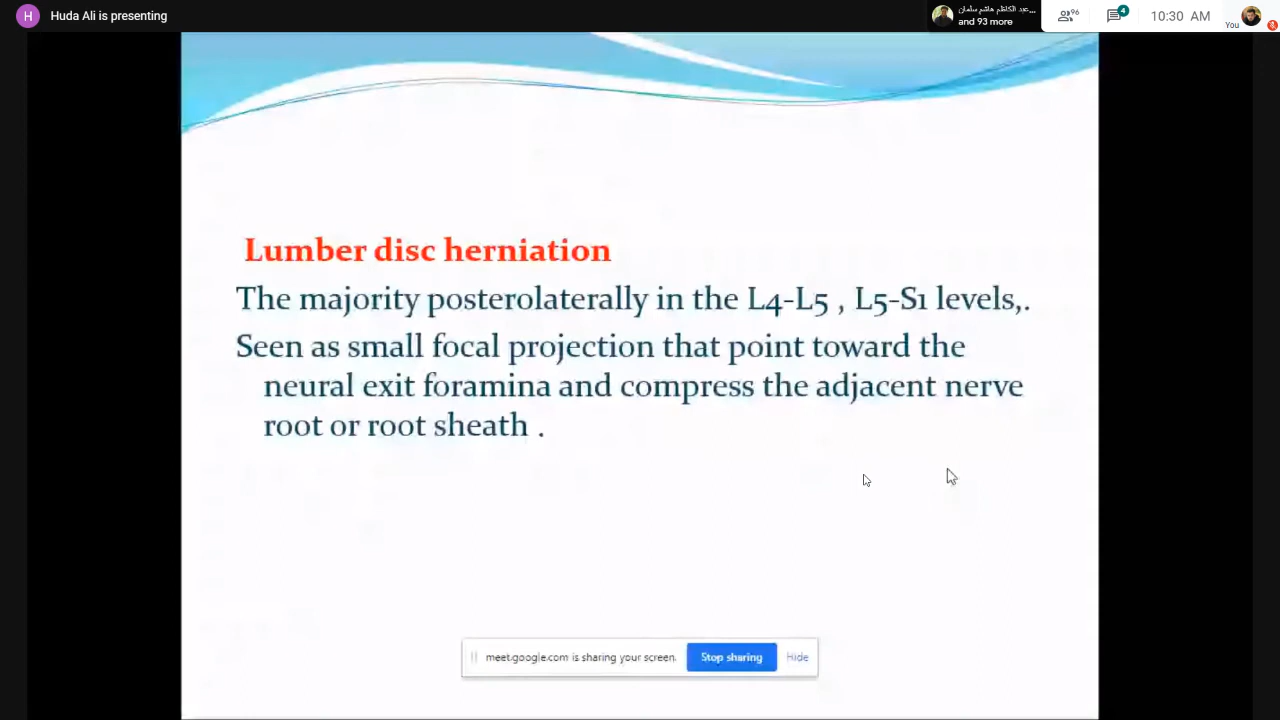 H Huda Ali is presenting
عبد الكاظم هاشم سلمان...
and 93 more
96
4
10:30 AM
You
Lumber disc herniation
The majority posterolaterally in the L4-L5 , L5-S1 levels,.
Seen as small focal projection that point toward the
neural exit foramina and compress the adjacent nerve
root or root sheath .
meet.google.com is sharing your screen. Stop sharing Hide